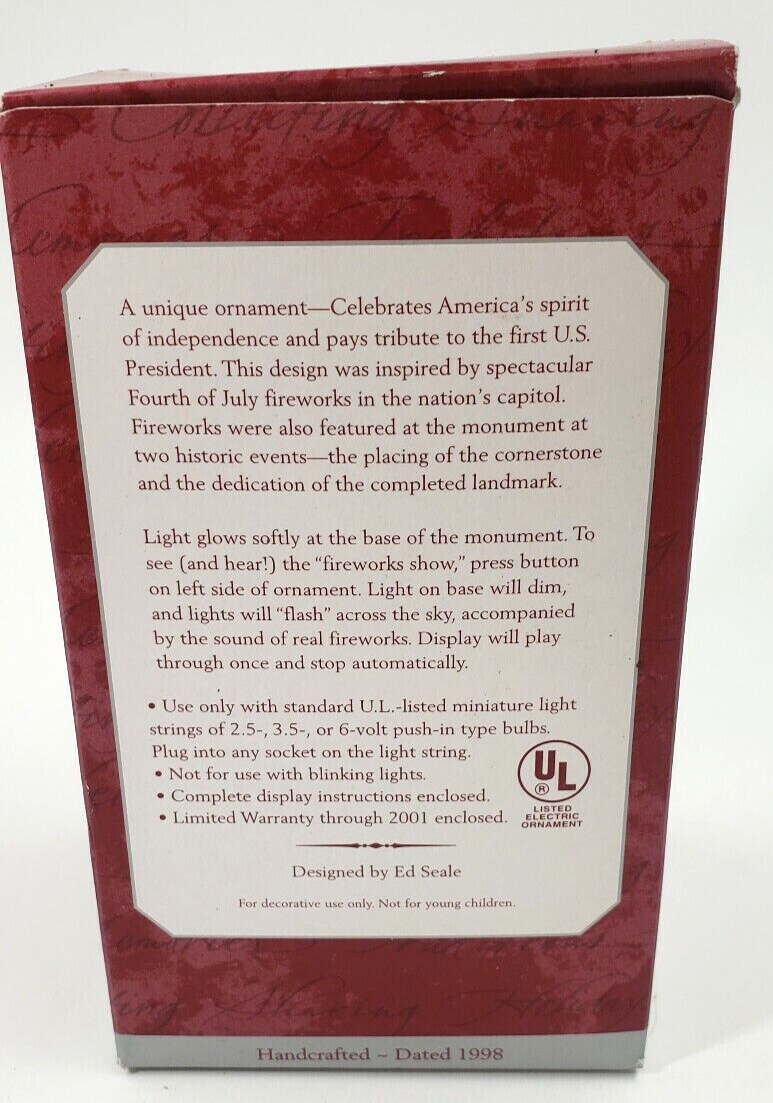 Counting Sharing
A unique ornament—Celebrates America's spirit
of independence and pays tribute to the first U.S.
President. This design was inspired by spectacular
Fourth of July fireworks in the nation's capitol.
Fireworks were also featured at the monument at
two historic events—the placing of the cornerstone
and the dedication of the completed landmark.
Light glows softly at the base of the monument. To
see (and hear!) the “fireworks show,” press button
on left side of ornament. Light on base will dim,
and lights will “flash” across the sky, accompanied
by the sound of real fireworks. Display will play
through once and stop automatically.
• Use only with standard U.L.-listed miniature light
strings of 2.5-, 3.5-, or 6-volt push-in type bulbs.
Plug into any socket on the light string.
• Not for use with blinking lights.
• Complete display instructions enclosed.
• Limited Warranty through 2001 enclosed.
UL
®
LISTED
ELECTRIC
ORNAMENT
Designed by Ed Seale
For decorative use only. Not for young children.
Sharing Holidays
Handcrafted ~ Dated 1998